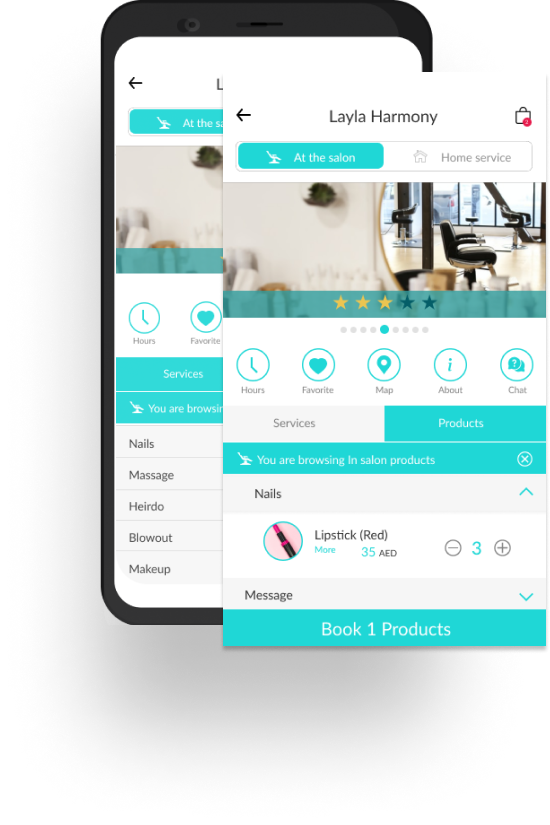 L
At the sa
Hours
Favorite
Services
You are browsin
Nails
Massage
Heirdo
Blowout
Makeup
Layla Harmony
At the salon
Home service
Hours
Favorite
Map
About
Chat
Services
Products
You are browsing In salon products
Nails
Lipstick (Red)
More
35 AED
3
Message
Book 1 Products